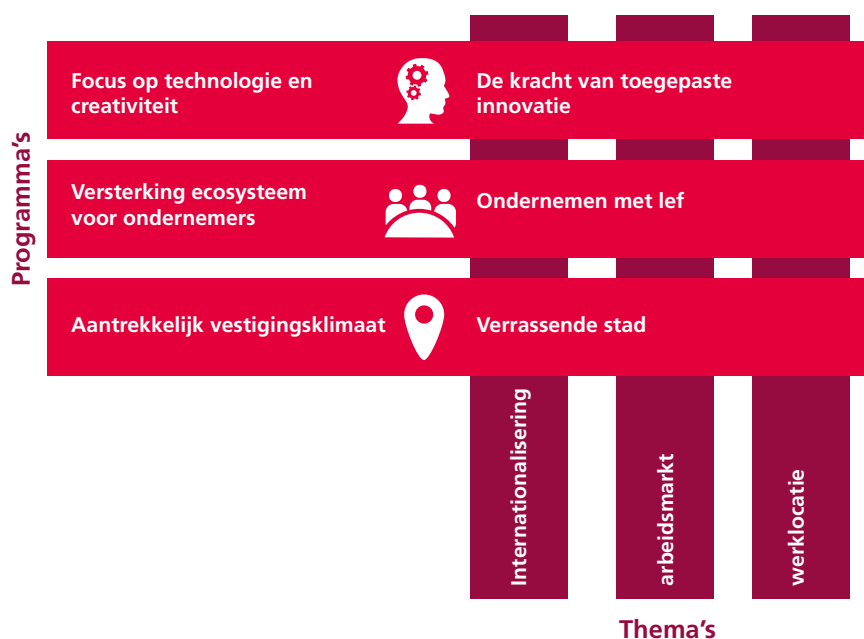 Programma's
Focus op technologie en
creativiteit
De kracht van toegepaste
innovatie
Versterking ecosysteem
voor ondernemers
Ondernemen met lef
Aantrekkelijk vestigingsklimaat
Verrassende stad
Internationalisering
arbeidsmarkt
werklocatie
Thema's